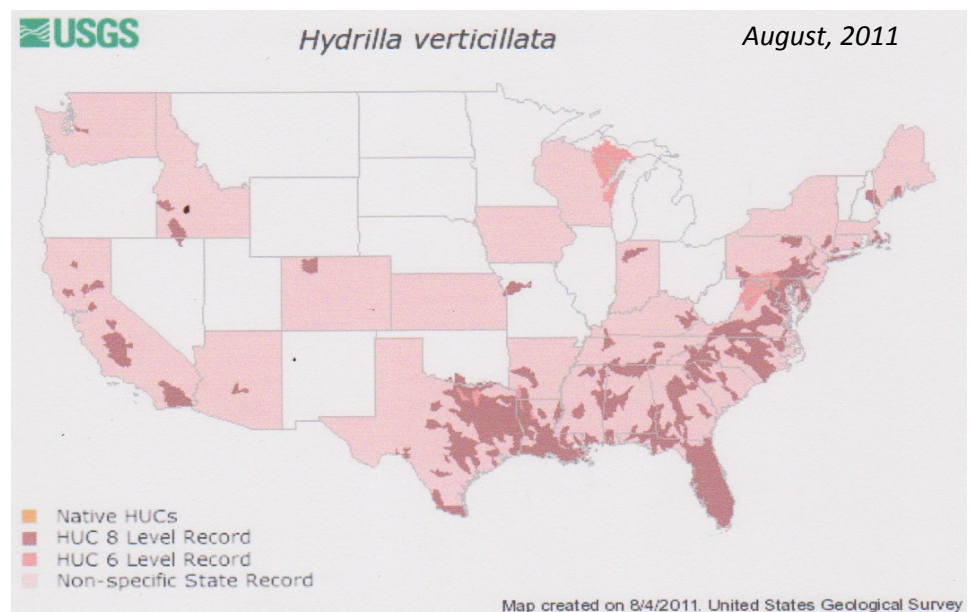 USGS
Hydrilla verticillata
August, 2011
Native HUCs
HUC 8 Level Record
HUC 6 Level Record
Non-specific State Record
Map created on 8/4/2011. United States Geological Survey